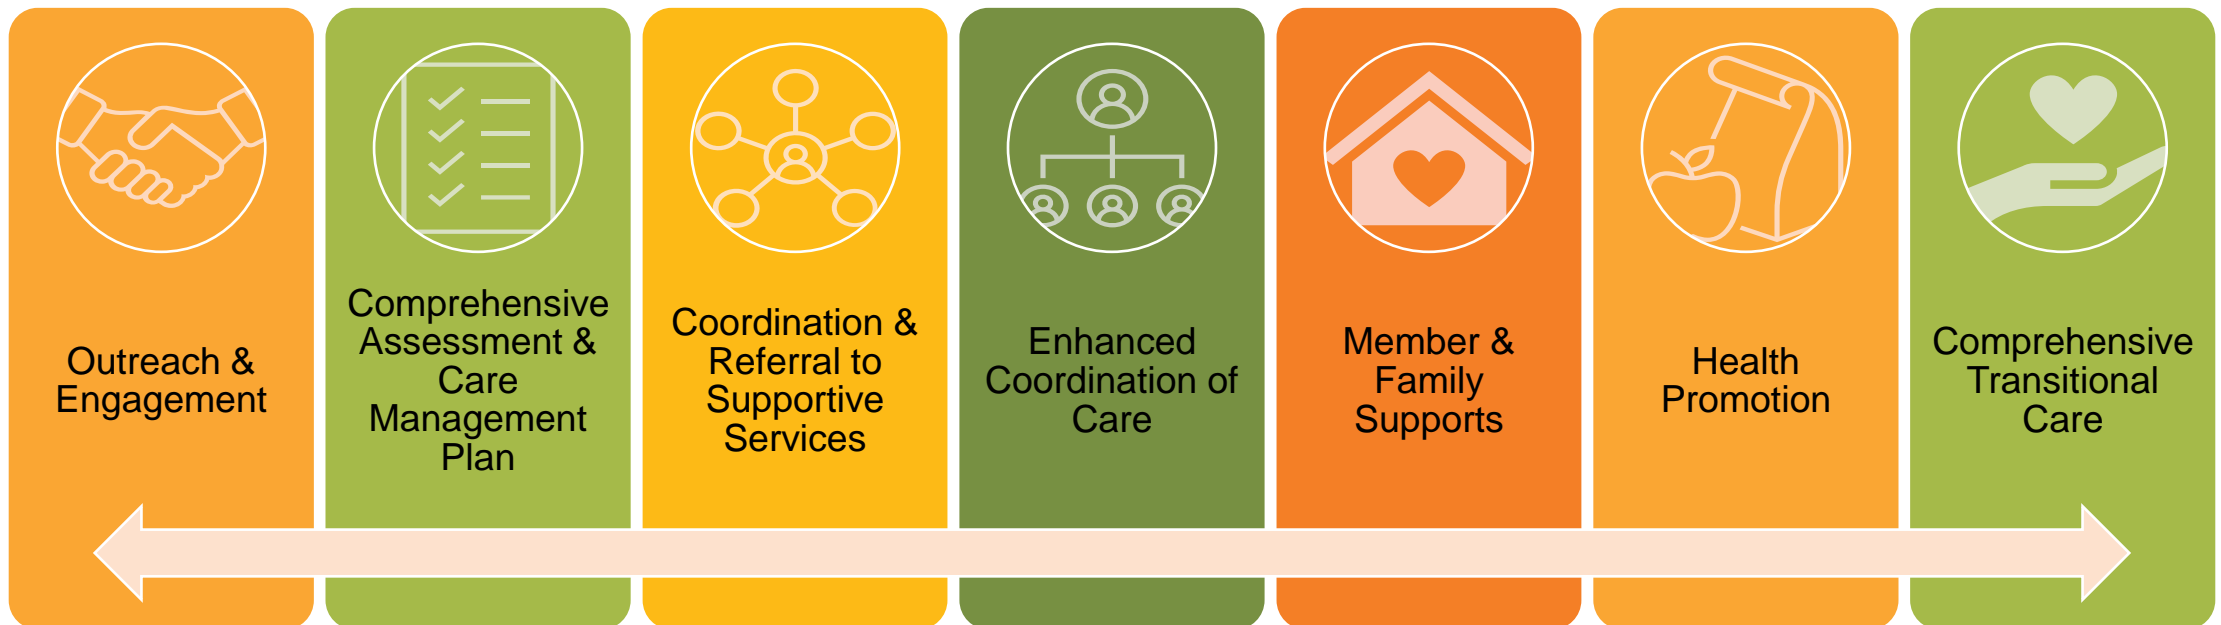 Outreach &
Engagement
Comprehensive
Assessment &
Care
Management
Plan
Coordination &
Referral to
Supportive
Services
Enhanced
Coordination of
Care
Member &
Family
Supports
Health
Promotion
Comprehensive
Transitional
Care